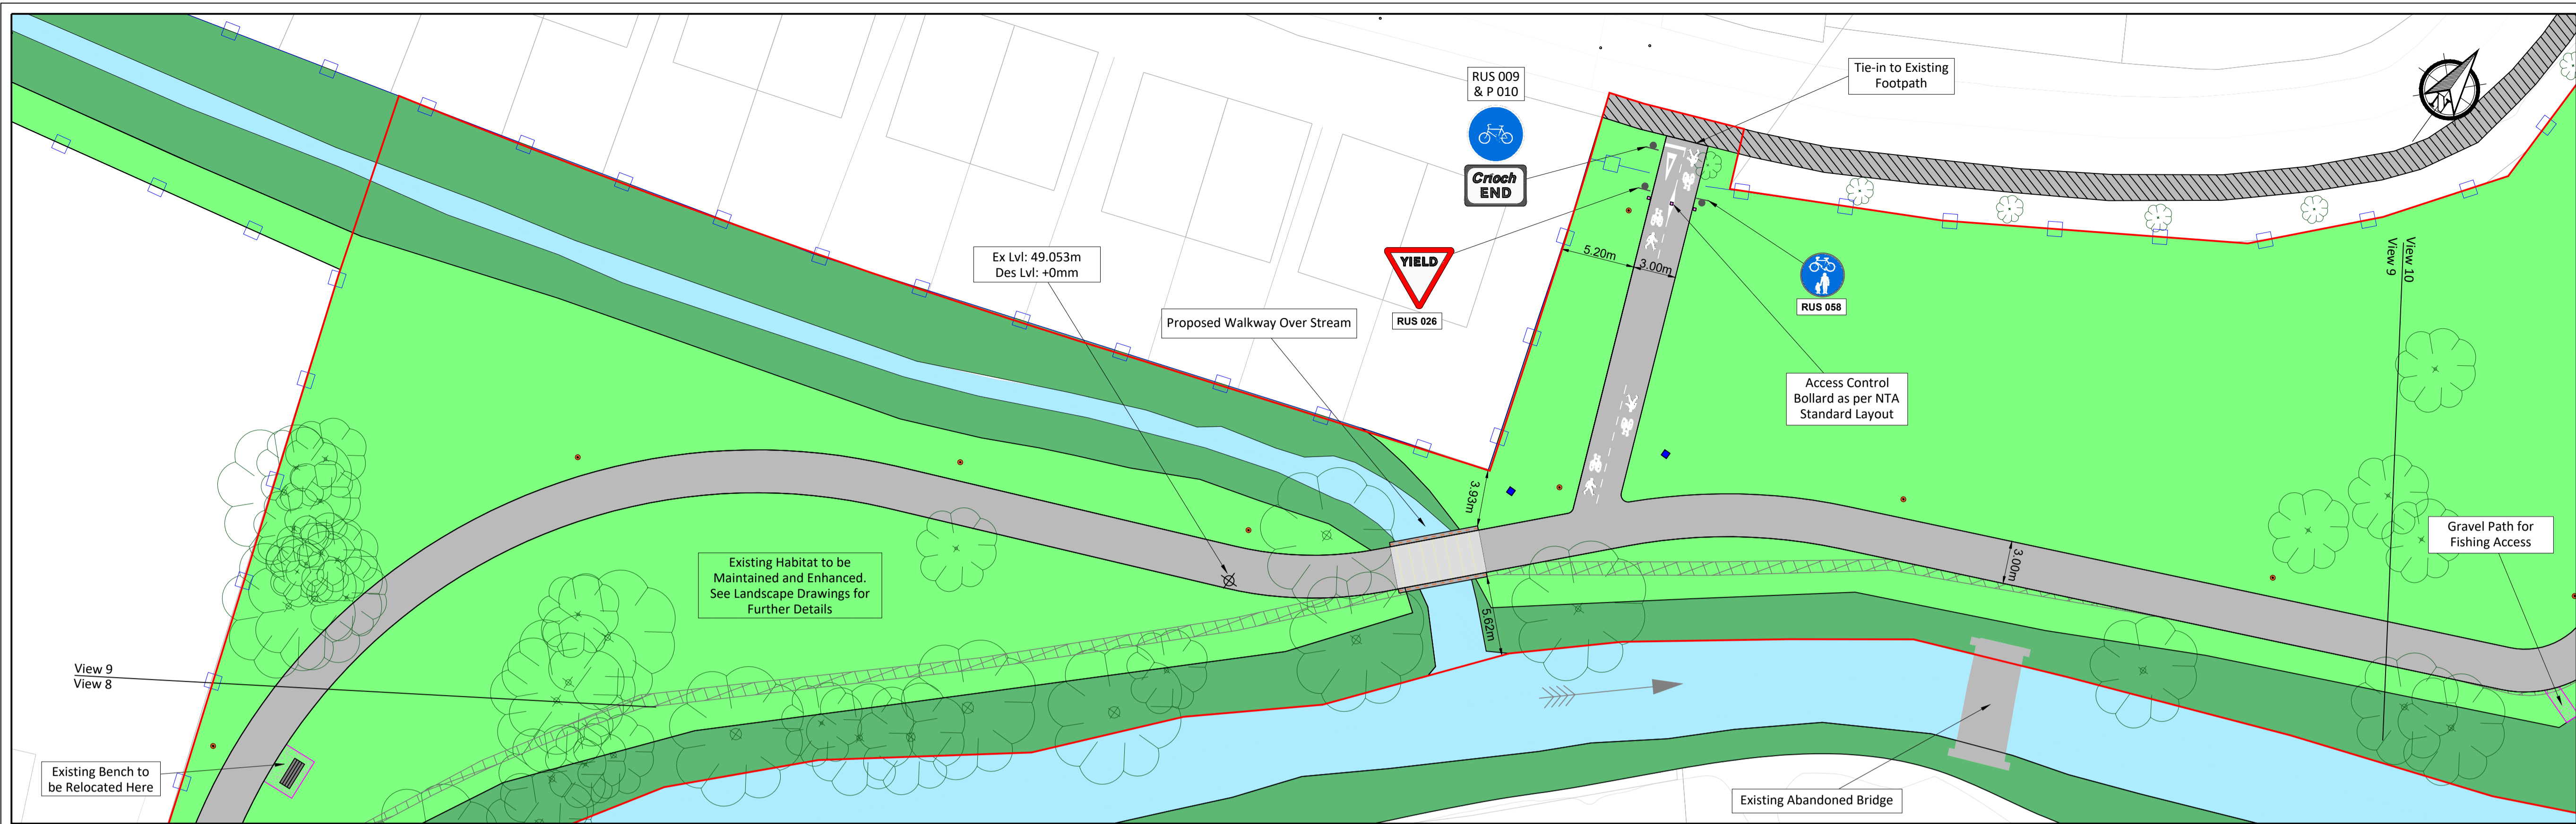 RUS 009
& P 010
Crioch
END
YIELD
RUS 026
Tie-in to Existing
Footpath
N
Ex Lvl: 49.053m
Des Lvl: +0mm
Proposed Walkway Over Stream
5.20m
3.00m
RUS 058
Access Control
Bollard as per NTA
Standard Layout
View 10
View 9
Gravel Path for
Fishing Access
3.93m
5.62m
3.00m
Existing Habitat to be
Maintained and Enhanced.
See Landscape Drawings for
Further Details
View 9
View 8
Existing Bench to
be Relocated Here
Existing Abandoned Bridge